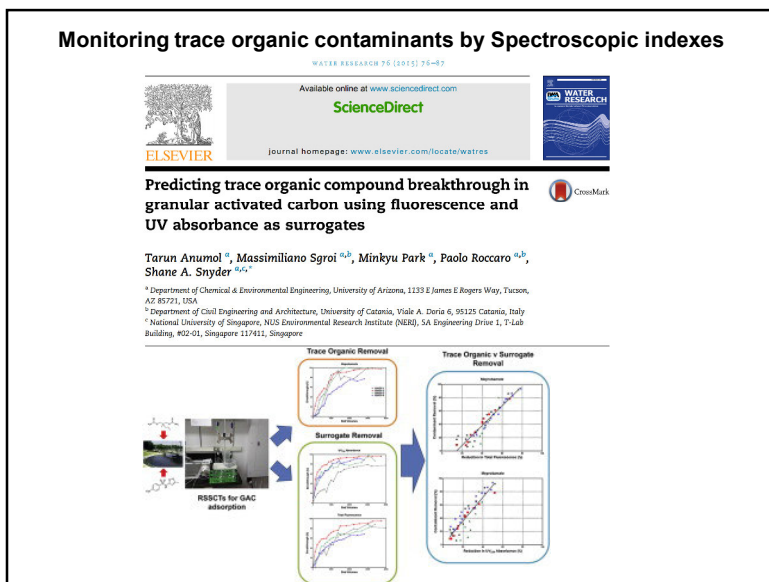 Monitoring trace organic contaminants by Spectroscopic indexes
WATER RESEARCH 76 (2015) 76–87
Available online at www.sciencedirect.com
ScienceDirect
journal homepage: www.elsevier.com/locate/watres
ELSEVIER
WATER
RESEARCH
Predicting trace organic compound breakthrough in
granular activated carbon using fluorescence and
UV absorbance as surrogates
CrossMark
Tarun Anumol a, Massimiliano Sgroi a,b, Minkyu Park a, Paolo Roccaro a,b,
Shane A. Snyder a,c,*
a Department of Chemical & Environmental Engineering, University of Arizona, 1133 E James E Rogers Way, Tucson,
AZ 85721, USA
b Department of Civil Engineering and Architecture, University of Catania, Viale A. Doria 6, 95125 Catania, Italy
c National University of Singapore, NUS Environmental Research Institute (NERI), 5A Engineering Drive 1, T-Lab
Building, #02-01, Singapore 117411, Singapore
Trace Organic Removal
Surrogate Removal
RSSCTs for GAC
adsorption
Trace Organic v Surrogate
Removal
Meprobamate
Reduction in Total Fluorescence (%)
Meprobamate